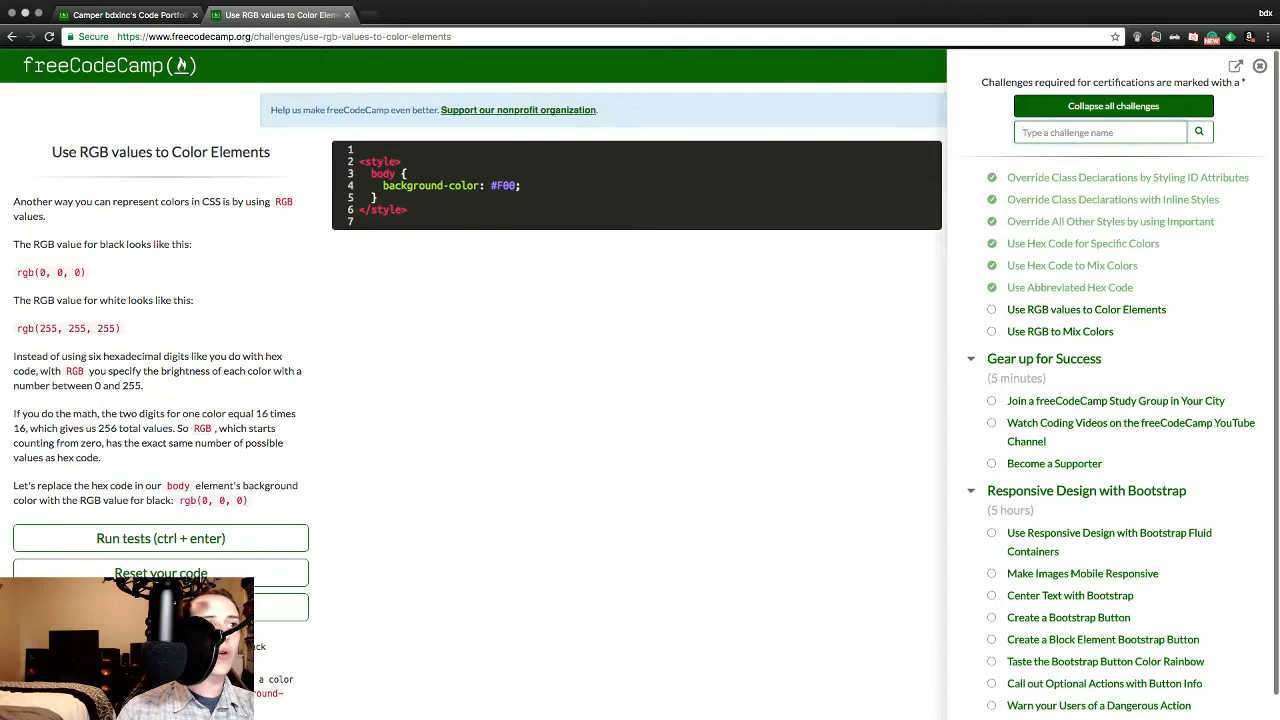 Camper bdxinc's Code Portfol
Use RGB values to Color Elem
bdx
Secure
https://www.freecodecamp.org/challenges/use-rgb-values-to-color-elements
NEW
freeCodeCamp(
Help us make freeCodeCamp even better. Support our nonprofit organization.
Use RGB values to Color Elements
Another way you can represent colors in CSS is by using RGB
values.
The RGB value for black looks like this:
rgb(0, 0, 0)
The RGB value for white looks like this:
rgb(255, 255, 255)
Instead of using six hexadecimal digits like you do with hex
code, with RGB you specify the brightness of each color with a
number between 0 and 255.
If you do the math, the two digits for one color equal 16 times
16, which gives us 256 total values. So RGB , which starts
counting from zero, has the exact same number of possible
values as hex code.
Let's replace the hex code in our body element's background
color with the RGB value for black: rgb(0, 0, 0)
Run tests (ctrl + enter)
Reset your code
ack
a color
ound-
1
2 <style>
3 body {
4 background-color: #F00;
5 }
6 </style>
7
Challenges required for certifications are marked with a *
Collapse all challenges
Type a challenge name
Override Class Declarations by Styling ID Attributes
Override Class Declarations with Inline Styles
Override All Other Styles by using Important
Use Hex Code for Specific Colors
Use Hex Code to Mix Colors
Use Abbreviated Hex Code
Use RGB values to Color Elements
Use RGB to Mix Colors
Gear up for Success
(5 minutes)
Join a freeCodeCamp Study Group in Your City
Watch Coding Videos on the freeCodeCamp YouTube
Channel
Become a Supporter
Responsive Design with Bootstrap
(5 hours)
Use Responsive Design with Bootstrap Fluid
Containers
Make Images Mobile Responsive
Center Text with Bootstrap
Create a Bootstrap Button
Create a Block Element Bootstrap Button
Taste the Bootstrap Button Color Rainbow
Call out Optional Actions with Button Info
Warn your Users of a Dangerous Action